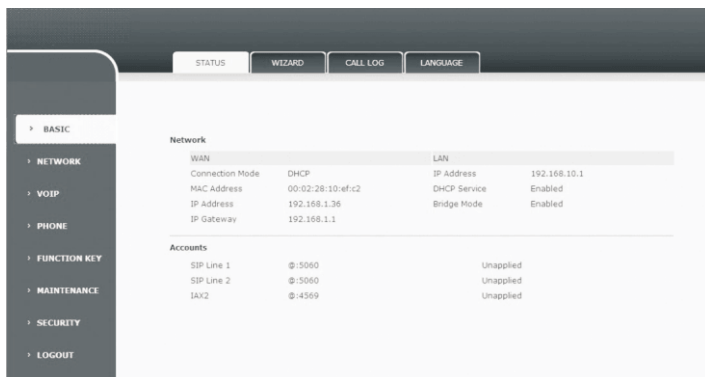 STATUS WIZARD CALL LOG LANGUAGE
BASIC
NETWORK
VOIP
PHONE
FUNCTION KEY
MAINTENANCE
SECURITY
LOGOUT
Network
WAN LAN
Connection Mode DHCP IP Address 192.168.10.1
MAC Address 00:02:28:10:ef:c2 DHCP Service Enabled
IP Address 192.168.1.36 Bridge Mode Enabled
IP Gateway 192.168.1.1
Accounts
SIP Line 1 @:5060 Unapplied
SIP Line 2 @:5060 Unapplied
IAX2 @:4569 Unapplied